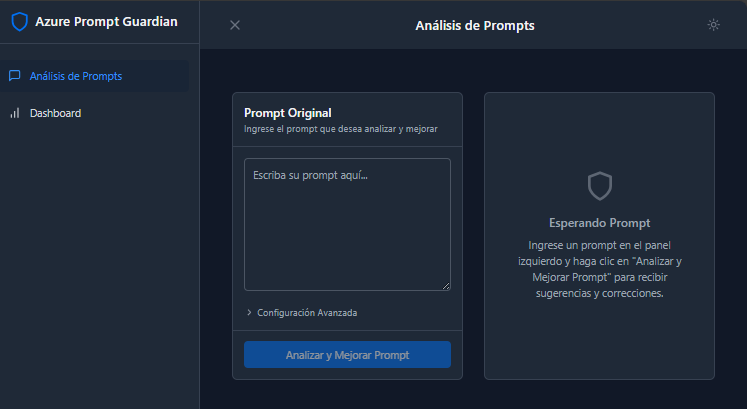 Azure Prompt Guardian
Análisis de Prompts
Análisis de Prompts
Dashboard
Prompt Original
Ingrese el prompt que desea analizar y mejorar
Escriba su prompt aquí...
Configuración Avanzada
Analizar y Mejorar Prompt
Esperando Prompt
Ingrese un prompt en el panel
izquierdo y haga clic en "Analizar y
Mejorar Prompt" para recibir
sugerencias y correcciones.